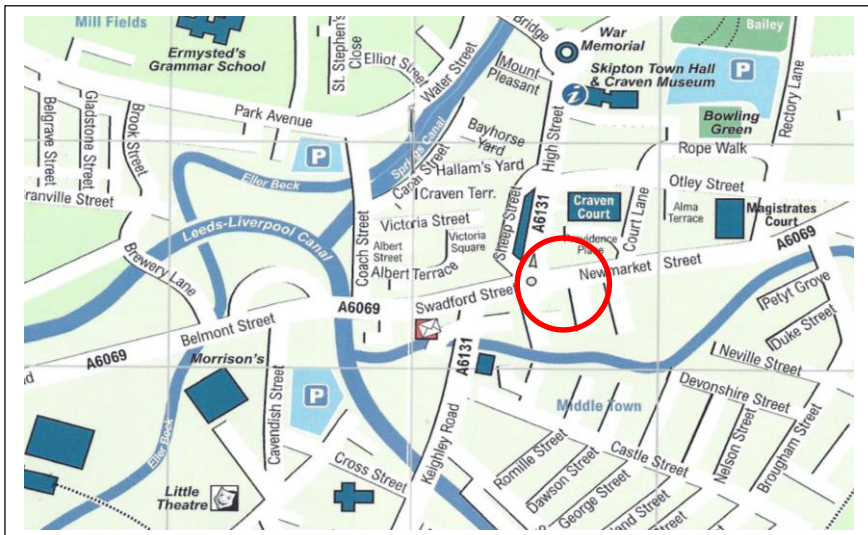 Mill Fields
Ermysted's
Grammar School
St. Stephen's
Close
Elliot Street
Water Street
Bridge
Mount
Pleasant
War
Memorial
Bailey
P
i
Skipton Town Hall
& Craven Museum
Bowling
Green
Rectory Lane
Belgrave Street
Gladstone Street
Brook Street
Park Avenue
P
Springs Canal
Canal Street
Bayhorse
Yard
Hallam's Yard
Craven Terr.
High Street
Rope Walk
Eller Beck
ranville Street
Leeds-Liverpool Canal
Coach Street
Victoria Street
Albert
Street
Victoria
Square
Albert Terrace
Sheep Street
A6131
Craven
Court
Providence
Place
Court Lane
Otley Street
Alma
Terrace
Magistrates
Court
A6069
Brewery Lane
Newmarket Street
Swadford Street
A6069
Belmont Street
A6069
Morrison's
A6131
Petyt Grove
Duke Street
Neville Street
Devonshire Street
Middle Town
P
Cavendish Street
Keighley Road
Eller Beck
Little
Theatre
Cross Street
Romille Street
Dawson Street
George Street
land Street
Castle Street
Nelson Street
Brougham Street